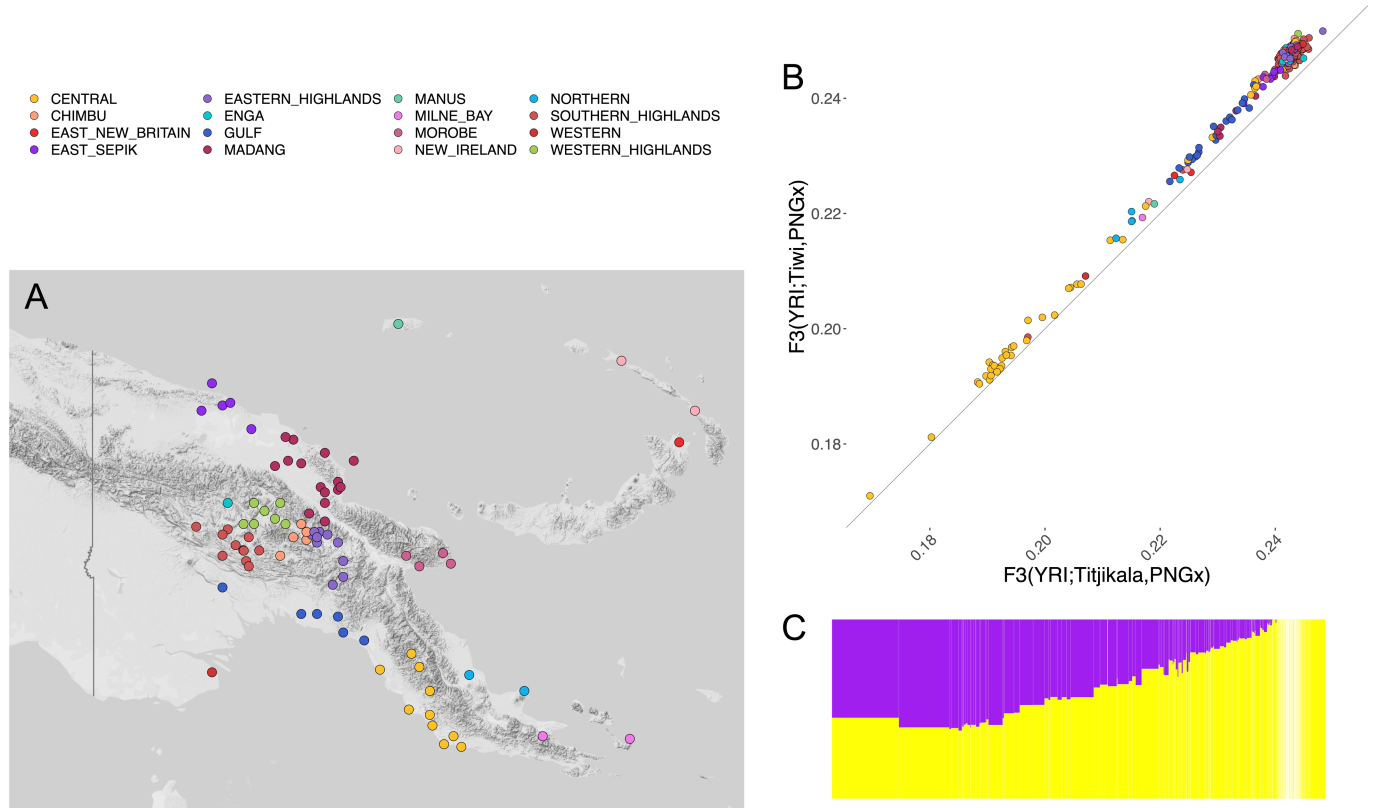 CENTRAL
CHIMBU
EAST_NEW_BRITAIN
EAST_SEPIK
EASTERN_HIGHLANDS
ENGA
GULF
MADANG
MANUS
MILNE_BAY
MOROBE
NEW_IRELAND
NORTHERN
SOUTHERN_HIGHLANDS
WESTERN
WESTERN_HIGHLANDS
A
B
F3(YRI;Tiwi,PNGx)
0.24
0.22
0.20
0.18
0.18
0.20
0.22
0.24
F3(YRI;Titjikala,PNGx)
C